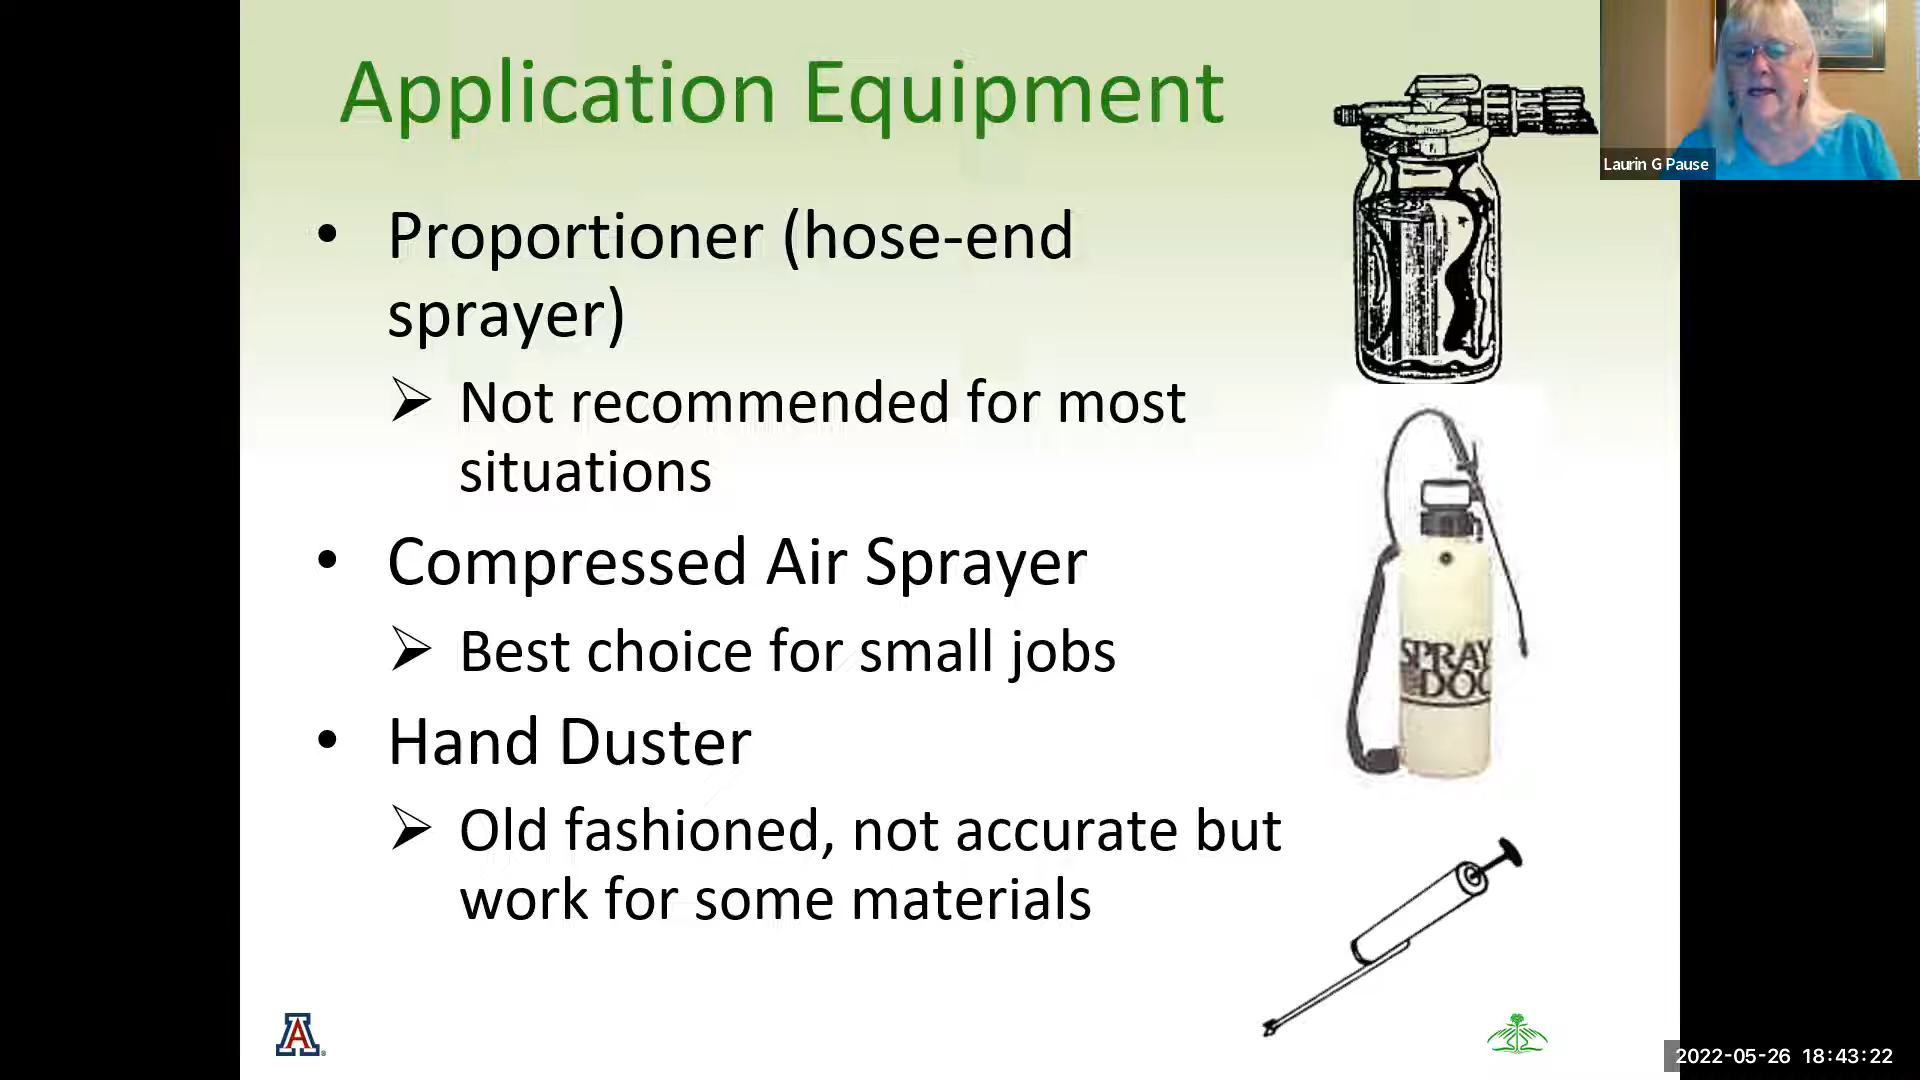 Application Equipment
Laurin G Pause
• Proportioner (hose-end
sprayer)
➢ Not recommended for most
situations
• Compressed Air Sprayer
➢ Best choice for small jobs
SPRAY
DOC
• Hand Duster
➢ Old fashioned, not accurate but
work for some materials
A
2022-05-26 18:43:22